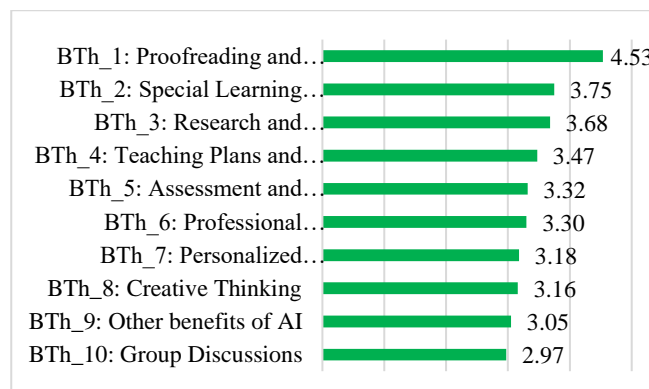 BTh_1: Proofreading and… 4.53
BTh_2: Special Learning… 3.75
BTh_3: Research and… 3.68
BTh_4: Teaching Plans and… 3.47
BTh_5: Assessment and… 3.32
BTh_6: Professional… 3.30
BTh_7: Personalized… 3.18
BTh_8: Creative Thinking 3.16
BTh_9: Other benefits of AI 3.05
BTh_10: Group Discussions 2.97